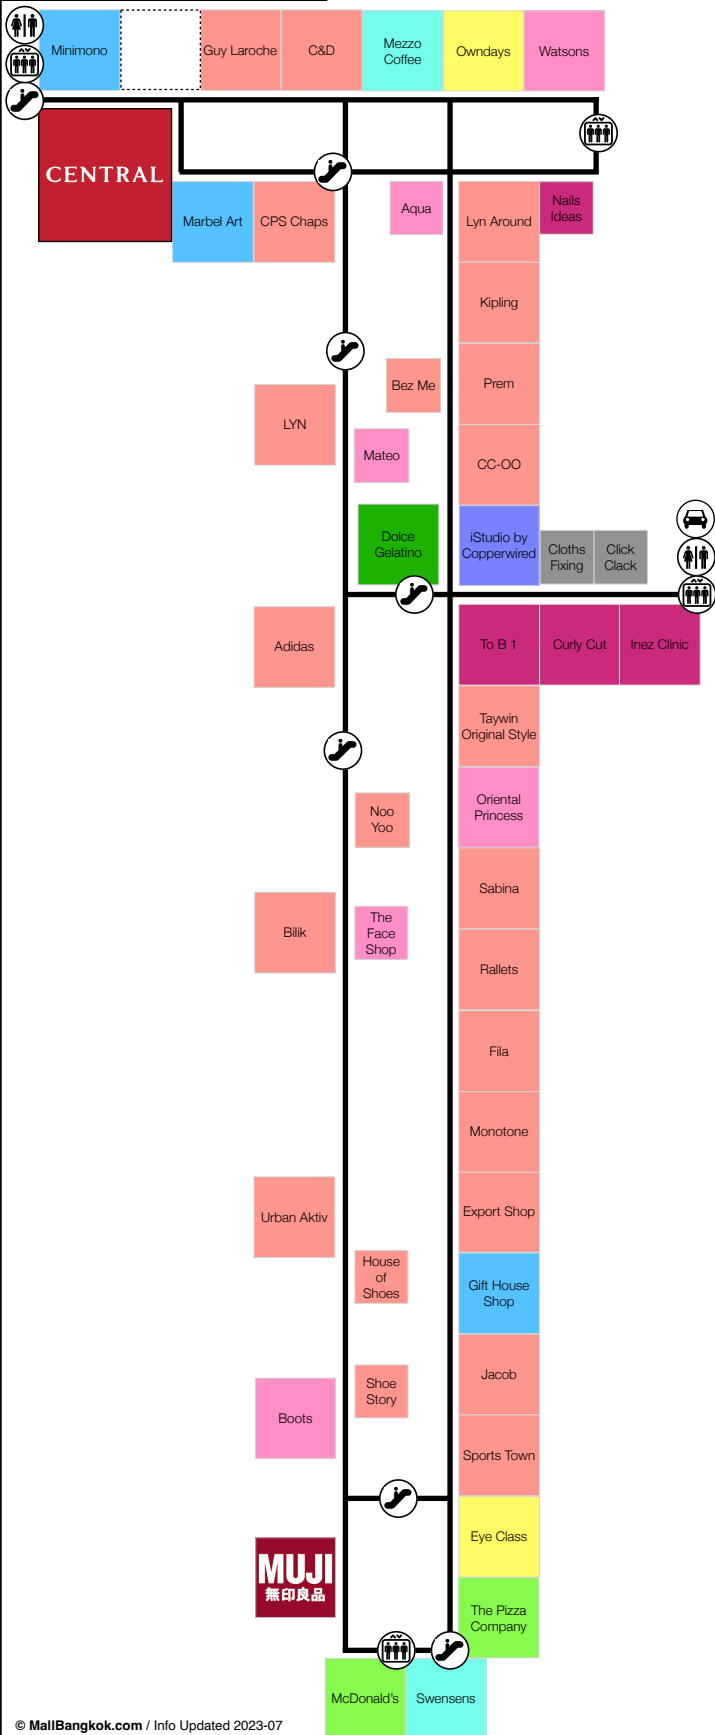 Minimono
Guy Laroche
C&D
Mezzo
Coffee
Owndays
Watsons
CENTRAL
Marbel Art
CPS Chaps
Aqua
Lyn Around
Nails
Ideas
Kipling
Bez Me
Prem
LYN
Mateo
CC-OO
Dolce
Gelatino
iStudio by
Copperwired
Cloths
Fixing
Click
Clack
Adidas
To B 1
Curly Cut
Inez Clinic
Taywin
Original Style
Noo
Yoo
Oriental
Princess
Sabina
Bilik
The
Face
Shop
Rallets
Fila
Monotone
Urban Aktiv
Export Shop
House
of
Shoes
Gift House
Shop
Shoe
Story
Jacob
Boots
Sports Town
Eye Class
MUJI
無印良品
The Pizza
Company
McDonald's
Swensens
© MallBangkok.com / Info Updated 2023-07